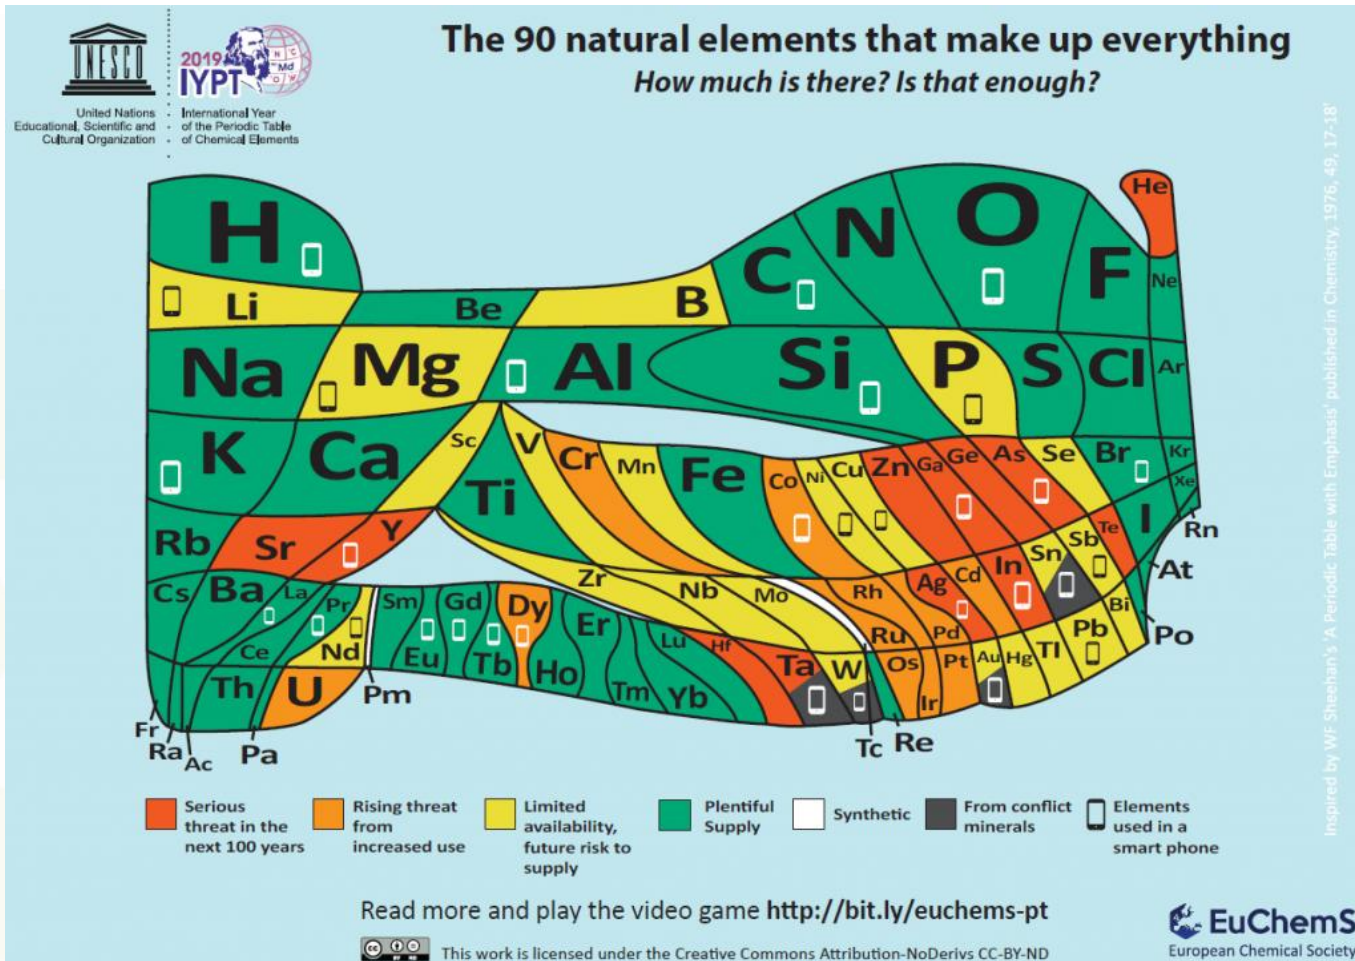 UNESCO
United Nations
Educational, Scientific and
Cultural Organization
2019
IYPT
N C
C Md
O
International Year
of the Periodic Table
of Chemical Elements
The 90 natural elements that make up everything
How much is there? Is that enough?
H
He
Li
Be
B
C
N
O
F
Ne
Na
Mg
Al
Si
P
S
Cl
Ar
K
Ca
Sc
Ti
V
Cr
Mn
Fe
Co
Ni
Cu
Zn
Ga
Ge
As
Se
Br
Kr
Rb
Sr
Y
Zr
Nb
Mo
Tc
Ru
Rh
Pd
Ag
Cd
In
Sn
Sb
Te
I
Xe
Cs
Ba
La
Ce
Pr
Nd
Pm
Sm
Eu
Gd
Tb
Dy
Ho
Er
Tm
Yb
Lu
Hf
Ta
W
Re
Os
Ir
Pt
Au
Hg
Tl
Pb
Bi
Po
At
Rn
Fr
Ra
Ac
Th
Pa
U
Serious
threat in the
next 100 years
Rising threat
from
increased use
Limited
availability,
future risk to
supply
Plentiful
Supply
Synthetic
From conflict
minerals
Elements
used in a
smart phone
Read more and play the video game http://bit.ly/euchems-pt
cc BY ND
This work is licensed under the Creative Commons Attribution-NoDerivs CC-BY-ND
EuChemS
European Chemical Society
Inspired by WF Sheehan's 'A Periodic Table with Emphasis' published in Chemistry, 1976, 49, 17-18'